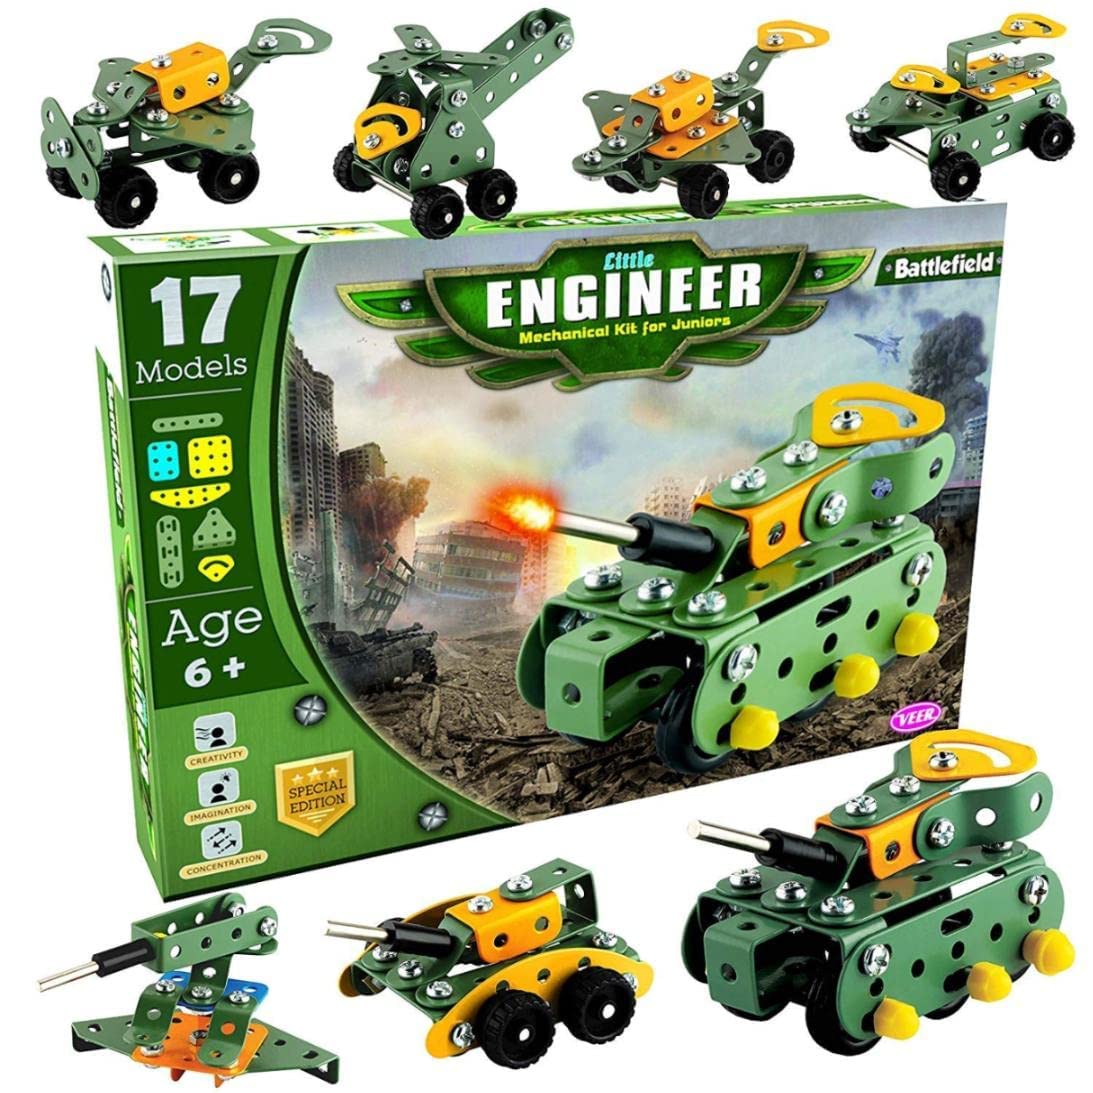 17
Models
Age
6+
CREATIVITY
IMAGINATION
CONCENTRATION
SPECIAL
EDITION
Little
ENGINEER
Mechanical Kit for Juniors
Battlefield
VEER